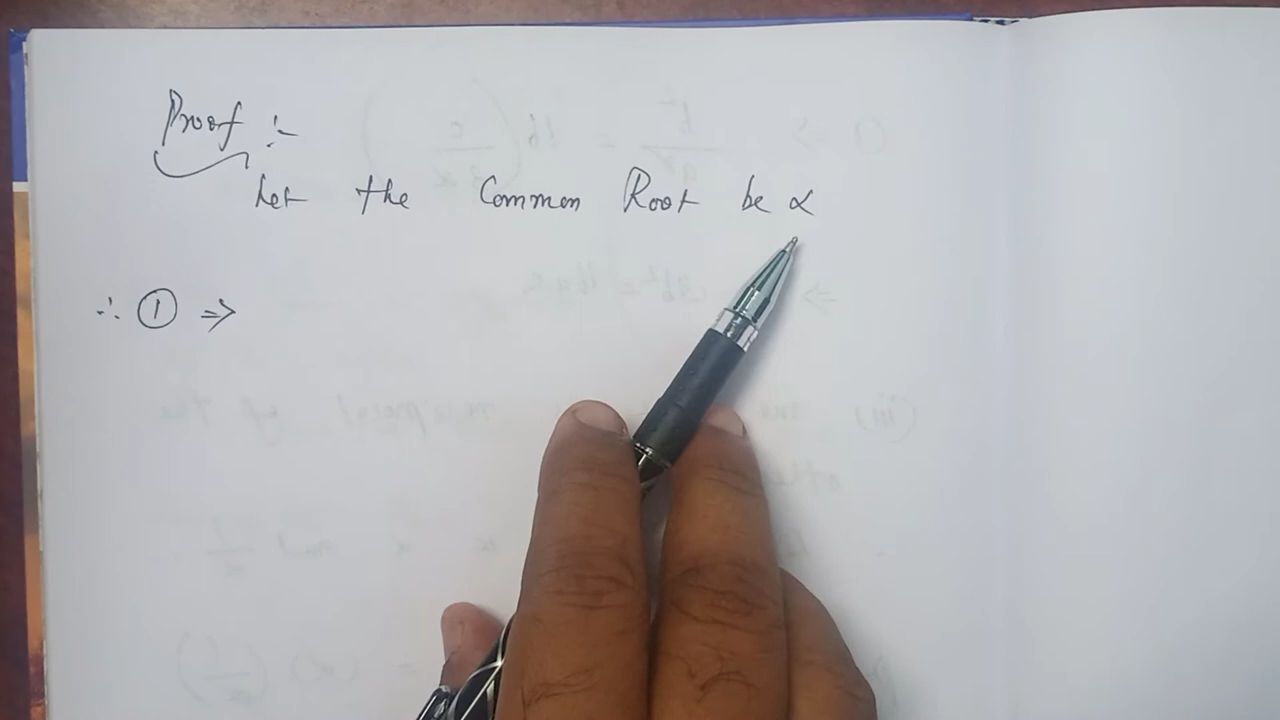 Proof :-
Let the Common Root be α
∴ ① ⇒